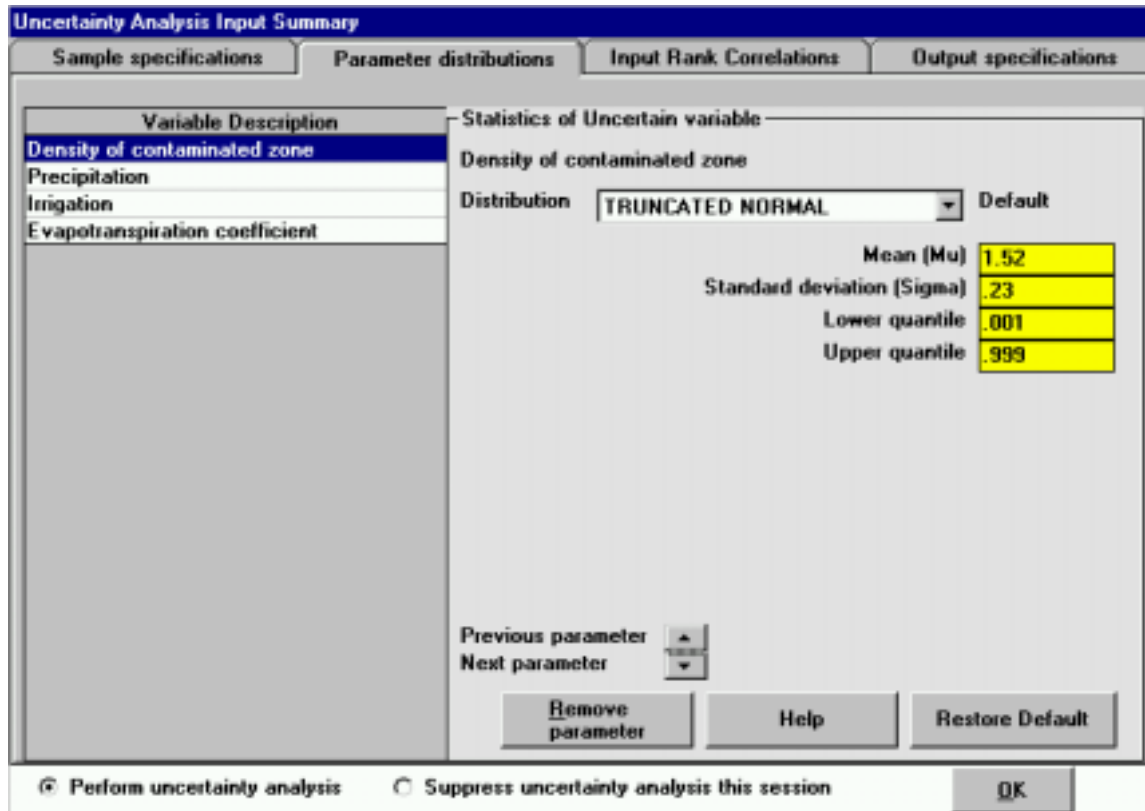 Uncertainty Analysis Input Summary
Sample specifications
Parameter distributions
Input Rank Correlations
Output specifications
Variable Description
Density of contaminated zone
Precipitation
Irrigation
Evapotranspiration coefficient
Statistics of Uncertain variable
Density of contaminated zone
Distribution TRUNCATED NORMAL Default
Mean (Mu) 1.52
Standard deviation (Sigma) .23
Lower quantile .001
Upper quantile .999
Previous parameter
Next parameter
Remove parameter
Help
Restore Default
Perform uncertainty analysis
Suppress uncertainty analysis this session
OK